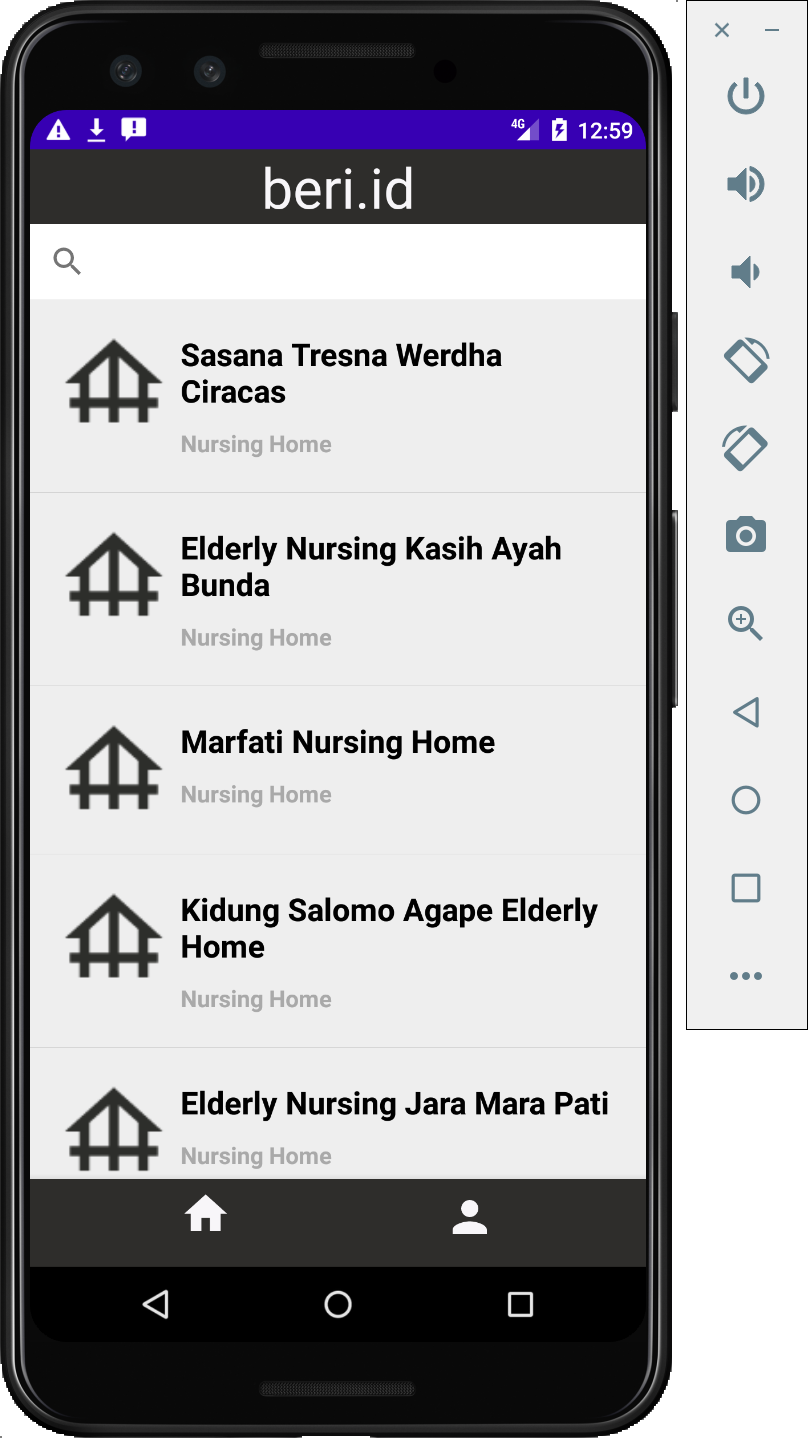 4G 12:59
beri.id
Sasana Tresna Werdha
Ciracas
Nursing Home
Elderly Nursing Kasih Ayah
Bunda
Nursing Home
Marfati Nursing Home
Nursing Home
Kidung Salomo Agape Elderly
Home
Nursing Home
Elderly Nursing Jara Mara Pati
Nursing Home